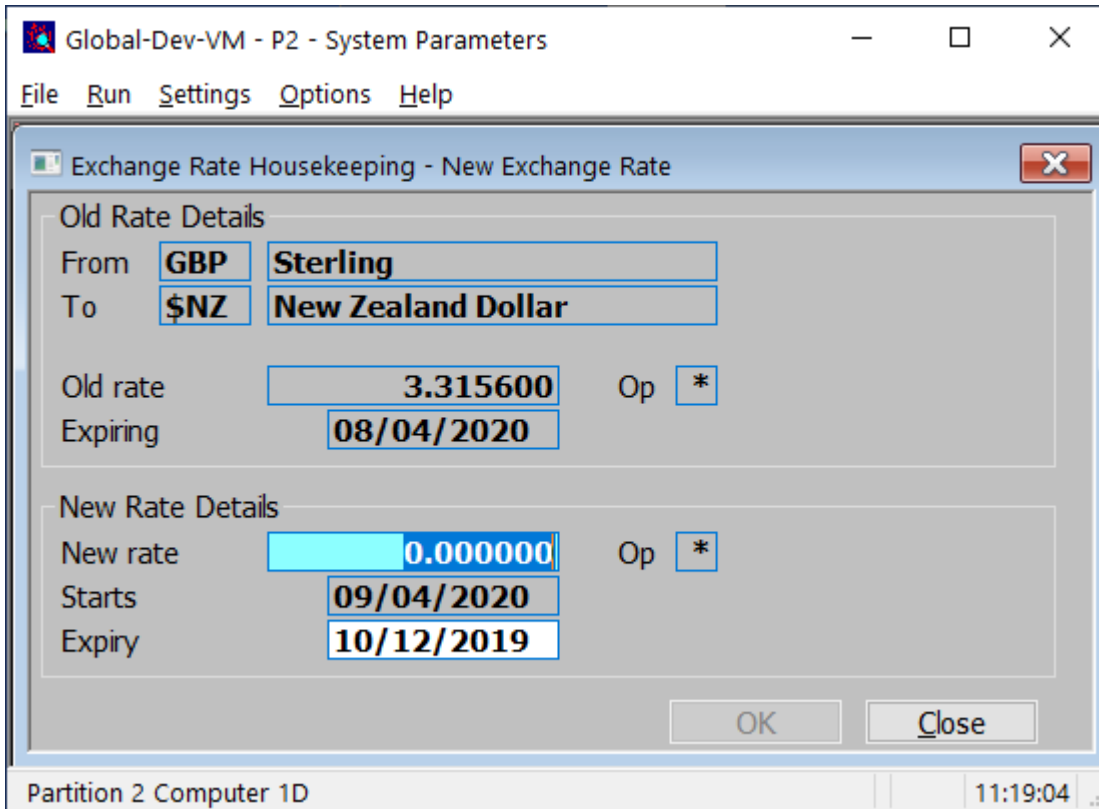 Global-Dev-VM - P2 - System Parameters
File Run Settings Options Help
Exchange Rate Housekeeping - New Exchange Rate
Old Rate Details
From GBP Sterling
To $NZ New Zealand Dollar
Old rate 3.315600 Op *
Expiring 08/04/2020
New Rate Details
New rate 0.000000 Op *
Starts 09/04/2020
Expiry 10/12/2019
OK Close
Partition 2 Computer 1D 11:19:04